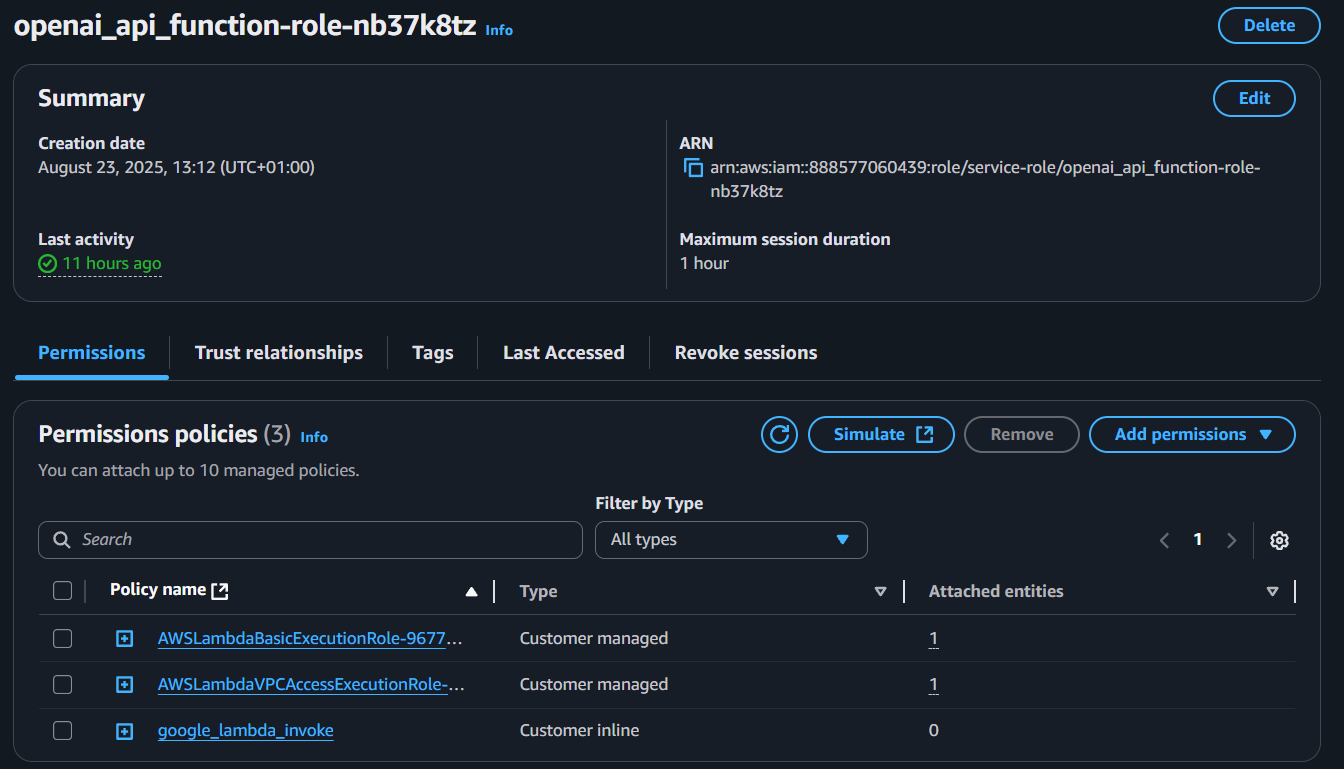 openai_api_function-role-nb37k8tz Info
Delete
Summary
Edit
Creation date
August 23, 2025, 13:12 (UTC+01:00)
ARN
arn:aws:iam::888577060439:role/service-role/openai_api_function-role-
nb37k8tz
Last activity
11 hours ago
Maximum session duration
1 hour
Permissions
Trust relationships
Tags
Last Accessed
Revoke sessions
Permissions policies (3) Info
Simulate
Remove
Add permissions
You can attach up to 10 managed policies.
Filter by Type
Search
All types
1
Policy name
Type
Attached entities
AWSLambdaBasicExecutionRole-9677...
Customer managed
1
AWSLambdaVPCAccessExecutionRole-...
Customer managed
1
google_lambda_invoke
Customer inline
0